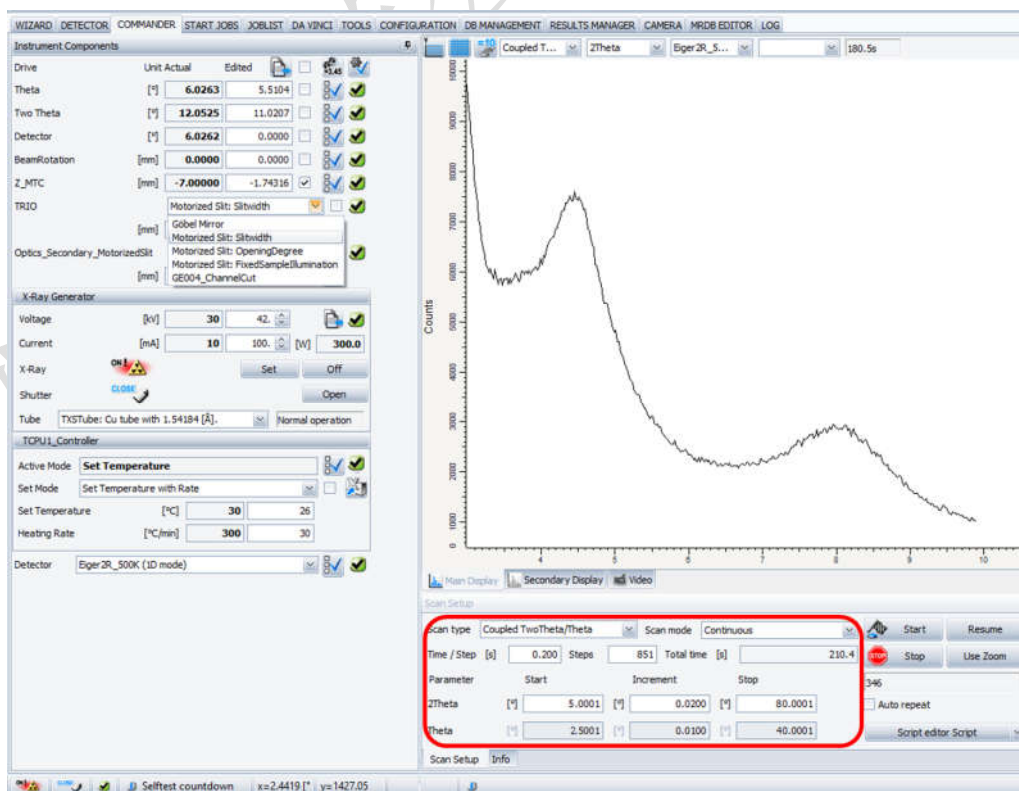 WIZARD DETECTOR COMMANDER START JOBS JOBLIST DA VINCI TOOLS CONFIGURATION DB MANAGEMENT RESULTS MANAGER CAMERA MRDB EDITOR LOG
Instrument Components
Drive Unit Actual Edited
Theta [°] 6.0263 5.5104
Two Theta [°] 12.0525 11.0207
Detector [°] 6.0262 0.0000
BeamRotation [mm] 0.0000 0.0000
Z_MTC [mm] -7.00000 -1.74316
TRIO Motorized Slit: Slitwidth
[mm]
Göbel Mirror
Motorized Slit: Slitwidth
Optics_Secondary_MotorizedSlit
Motorized Slit: OpeningDegree
Motorized Slit: FixedSampleIllumination
[mm]
GE004_ChannelCut
X-Ray Generator
Voltage [kV] 30 42.
Current [mA] 10 100. [W] 300.0
X-Ray ON! Set Off
Shutter CLOSE Open
Tube TXSTube: Cu tube with 1.54184 [Å]. Normal operation
TCPU1_Controller
Active Mode Set Temperature
Set Mode Set Temperature with Rate
Set Temperature [°C] 30 26
Heating Rate [°C/min] 300 30
Detector Eiger2R_500K (1D mode)
Coupled T... 2Theta Eiger2R_5... 180.5s
10000
9000
8000
7000
6000
5000
4000
3000
2000
1000
0
Counts
4 5 6 7 8 9 10
Main Display Secondary Display Video
Scan Setup
Scan type Coupled TwoTheta/Theta Scan mode Continuous Start Resume
Time / Step [s] 0.200 Steps 851 Total time [s] 210.4 STOP Stop Use Zoom
Parameter Start Increment Stop
346
2Theta [°] 5.0001 [°] 0.0200 [°] 80.0001 Auto repeat
Theta [°] 2.5001 [°] 0.0100 [°] 40.0001 Script editor Script
Scan Setup Info
Selftest countdown x=2.4419 [° y=1427.05